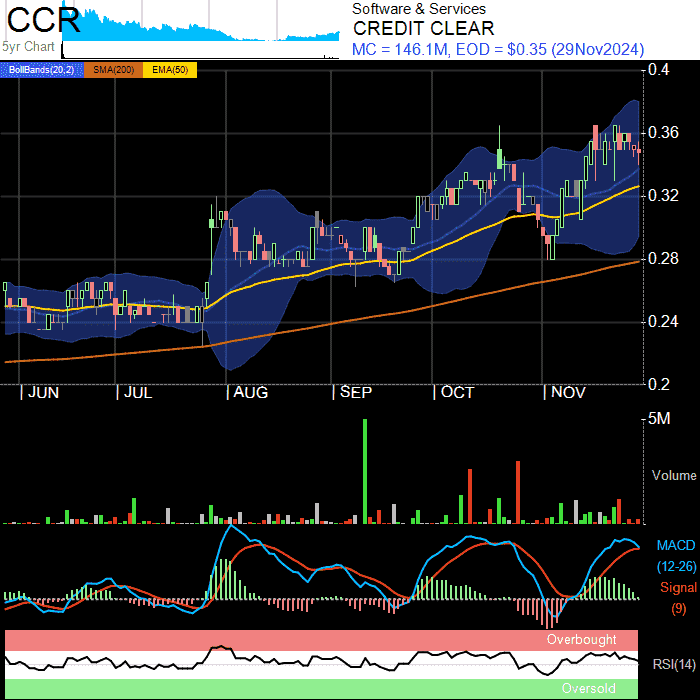 CCR
5yr Chart
Software & Services
CREDIT CLEAR
MC = 146.1M, EOD = $0.35 (29Nov2024)
BollBands(20,2) SMA(200) EMA(50)
0.4
0.36
0.32
0.28
0.24
0.2
| JUN | JUL | AUG | SEP | OCT | NOV
5M
Volume
MACD
(12-26)
Signal
(9)
Overbought
RSI(14)
Oversold